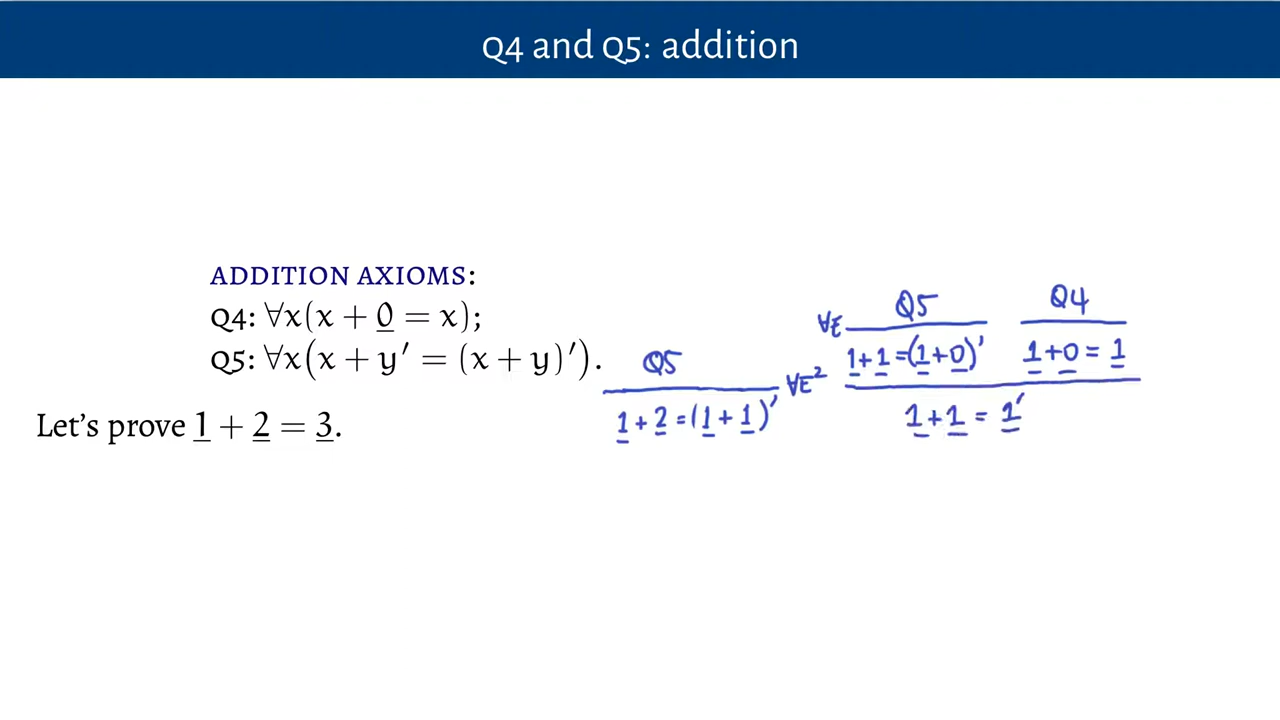 Q4 and Q5: addition
ADDITION AXIOMS:
Q4: ∀x(x + 0 = x);
Q5: ∀x(x + y′ = (x + y)′).
Let's prove 1 + 2 = 3.
Q5
∀E²
1 + 2 = (1 + 1)′
Q5
Q4
∀E
1 + 1 = (1 + 0)′
1 + 0 = 1
1 + 1 = 1′